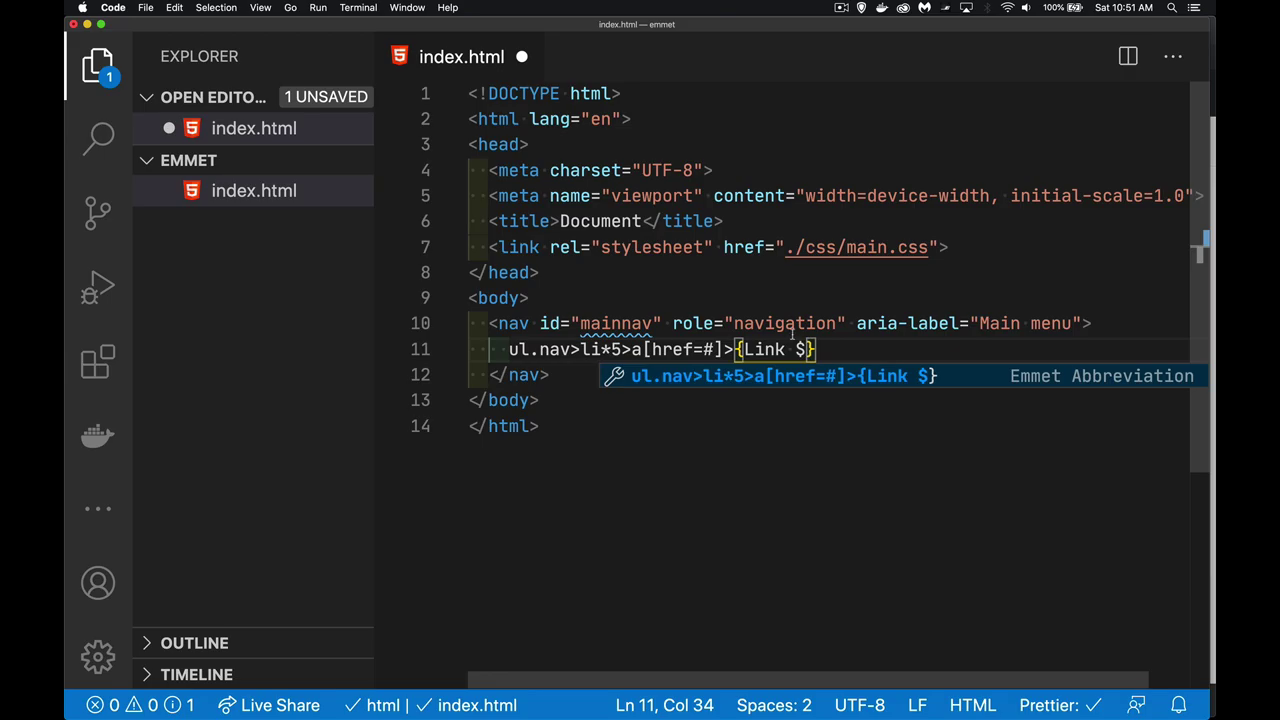 Code File Edit Selection View Go Run Terminal Window Help 100% Sat 10:51 AM
index.html — emmet
EXPLORER
1
OPEN EDITO... 1 UNSAVED
index.html
EMMET
index.html
OUTLINE
TIMELINE
index.html
1 <!DOCTYPE html>
2 <html lang="en">
3 <head>
4 <meta charset="UTF-8">
5 <meta name="viewport" content="width=device-width, initial-scale=1.0">
6 <title>Document</title>
7 <link rel="stylesheet" href="./css/main.css">
8 </head>
9 <body>
10 <nav id="mainnav" role="navigation" aria-label="Main menu">
11 ul.nav>li*5>a[href=#]>{Link $}
ul.nav>li*5>a[href=#]>{Link $} Emmet Abbreviation
12 </nav>
13 </body>
14 </html>
0 0 1 Live Share html index.html Ln 11, Col 34 Spaces: 2 UTF-8 LF HTML Prettier: